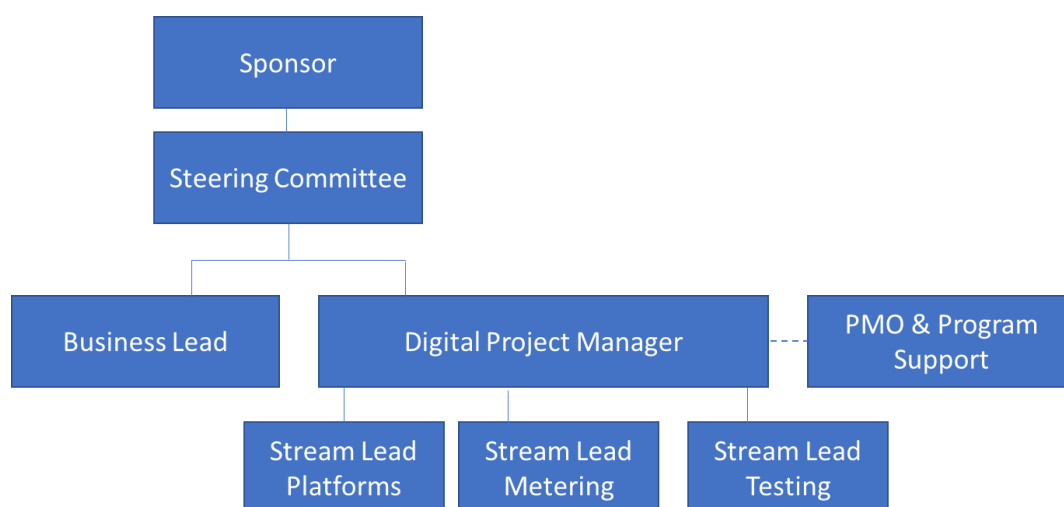 Sponsor
Steering Committee
Business Lead
Digital Project Manager
PMO & Program
Support
Stream Lead
Platforms
Stream Lead
Metering
Stream Lead
Testing